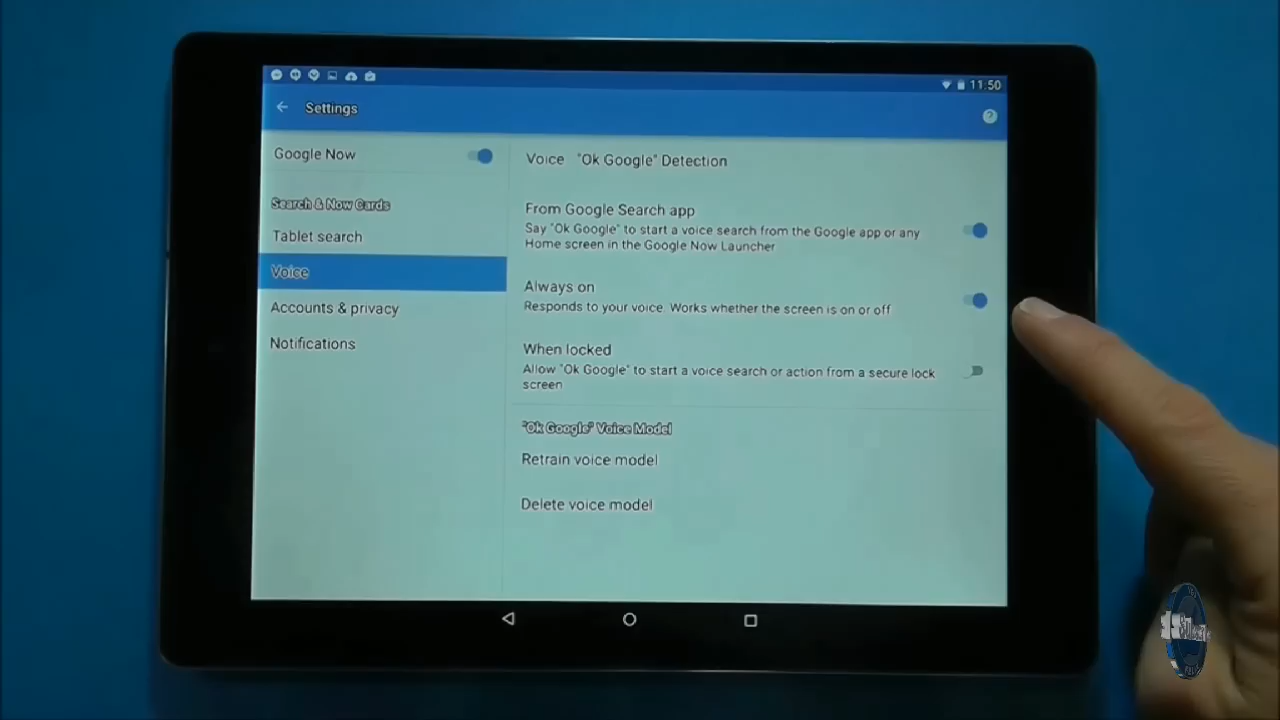 11:50
Settings
Google Now
Search & Now Cards
Tablet search
Voice
Accounts & privacy
Notifications
Voice "Ok Google" Detection
From Google Search app
Say "Ok Google" to start a voice search from the Google app or any
Home screen in the Google Now Launcher
Always on
Responds to your voice. Works whether the screen is on or off
When locked
Allow "Ok Google" to start a voice search or action from a secure lock
screen
"Ok Google" Voice Model
Retrain voice model
Delete voice model